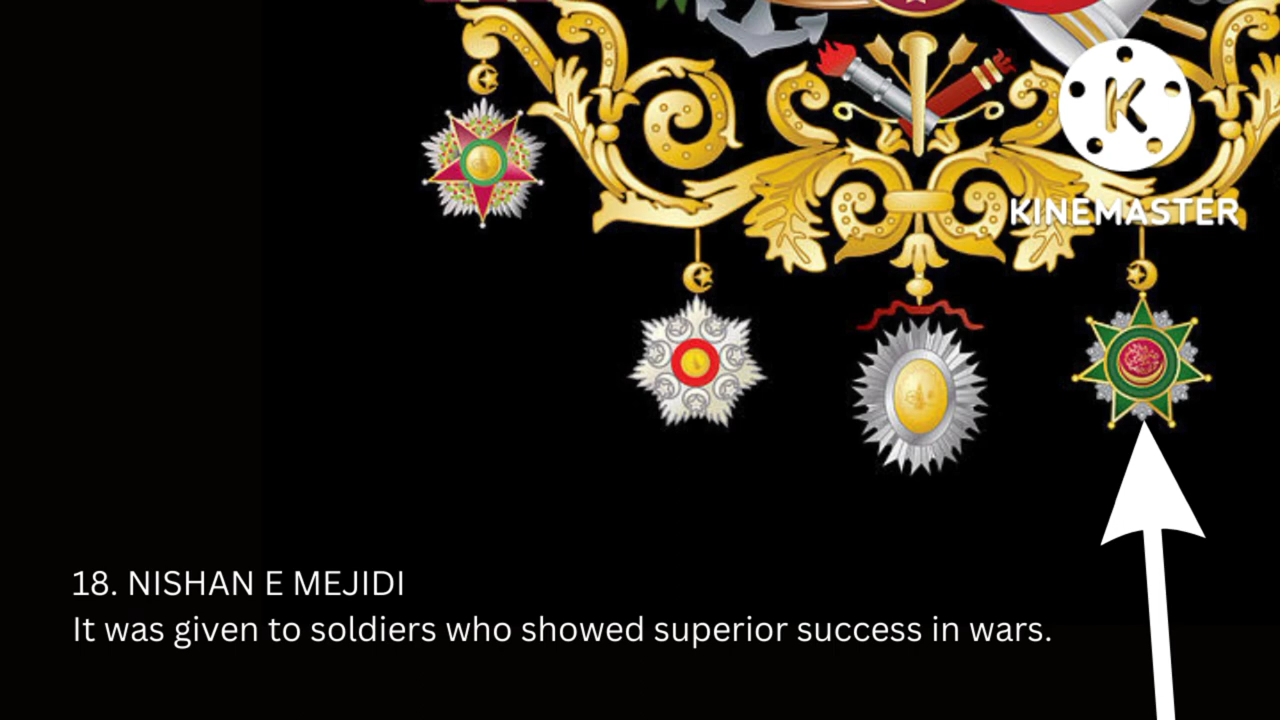 K
KINEMASTER
18. NISHAN E MEJIDI
It was given to soldiers who showed superior success in wars.